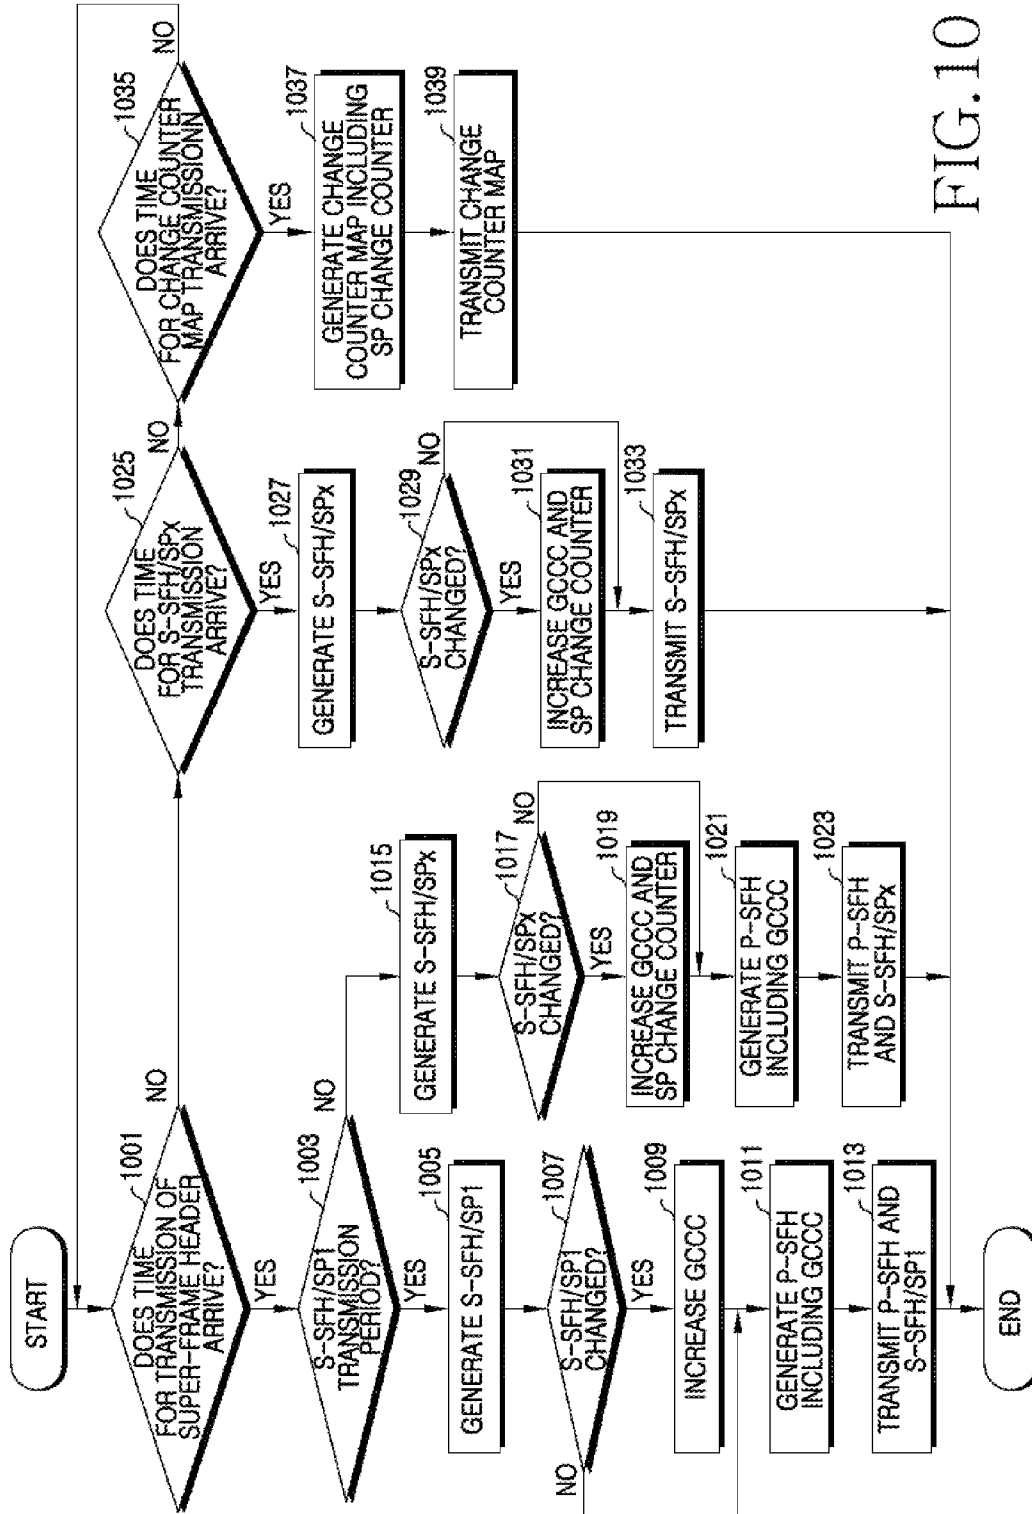 START
DOES TIME
FOR TRANSMISSION OF
SUPER-FRAME HEADER
ARRIVE?
1001
NO
YES
S-SFH/SP1
TRANSMISSION
PERIOD?
1003
NO
YES
GENERATE S-SFH/SP1
1005
S-SFH/SP1
CHANGED?
1007
NO
YES
INCREASE GCCC
1009
GENERATE P-SFH
INCLUDING GCCC
1011
TRANSMIT P-SFH AND
S-SFH/SP1
1013
END
GENERATE S-SFH/SPx
1015
S-SFH/SPx
CHANGED?
1017
NO
YES
INCREASE GCCC AND
SP CHANGE COUNTER
1019
GENERATE P-SFH
INCLUDING GCCC
1021
TRANSMIT P-SFH
AND S-SFH/SPx
1023
DOES TIME
FOR S-SFH/SPx
TRANSMISSION
ARRIVE?
1025
NO
YES
GENERATE S-SFH/SPx
1027
S-SFH/SPx
CHANGED?
1029
NO
YES
INCREASE GCCC AND
SP CHANGE COUNTER
1031
TRANSMIT S-SFH/SPx
1033
DOES TIME
FOR CHANGE COUNTER
MAP TRANSMISSIONN
ARRIVE?
1035
NO
YES
GENERATE CHANGE
COUNTER MAP INCLUDING
SP CHANGE COUNTER
1037
TRANSMIT CHANGE
COUNTER MAP
1039
FIG.10